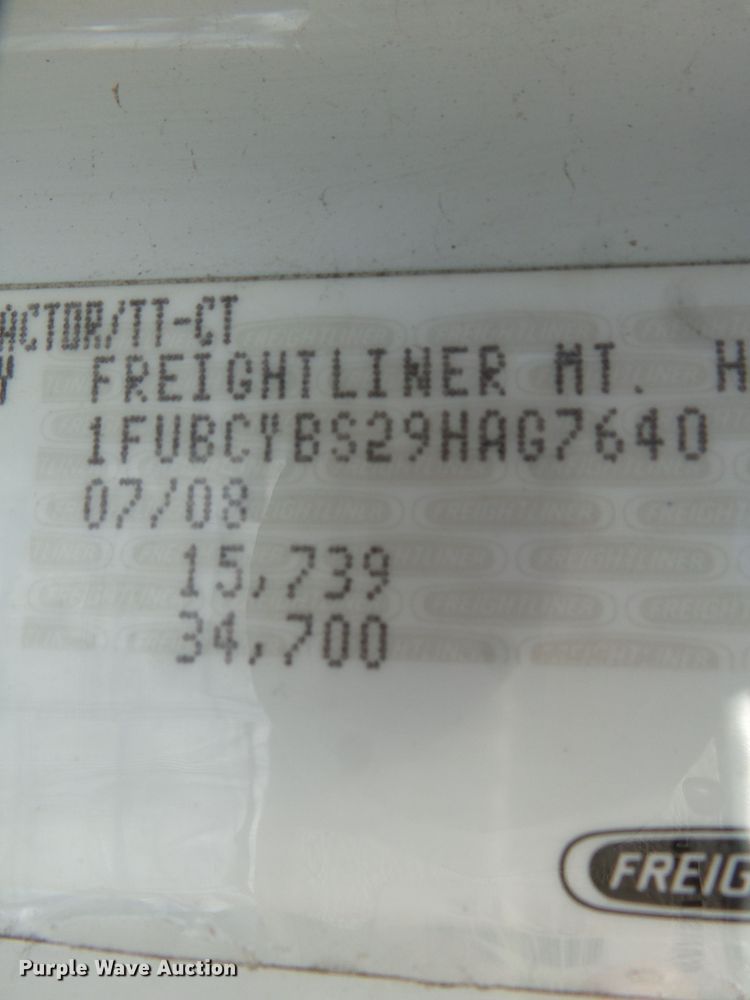 ACTOR/TT-CT
FREIGHTLINER MT. H
1FUBCYBS29HAG7640
07/08
15,739
34,700
FREIG
Purple Wave Auction